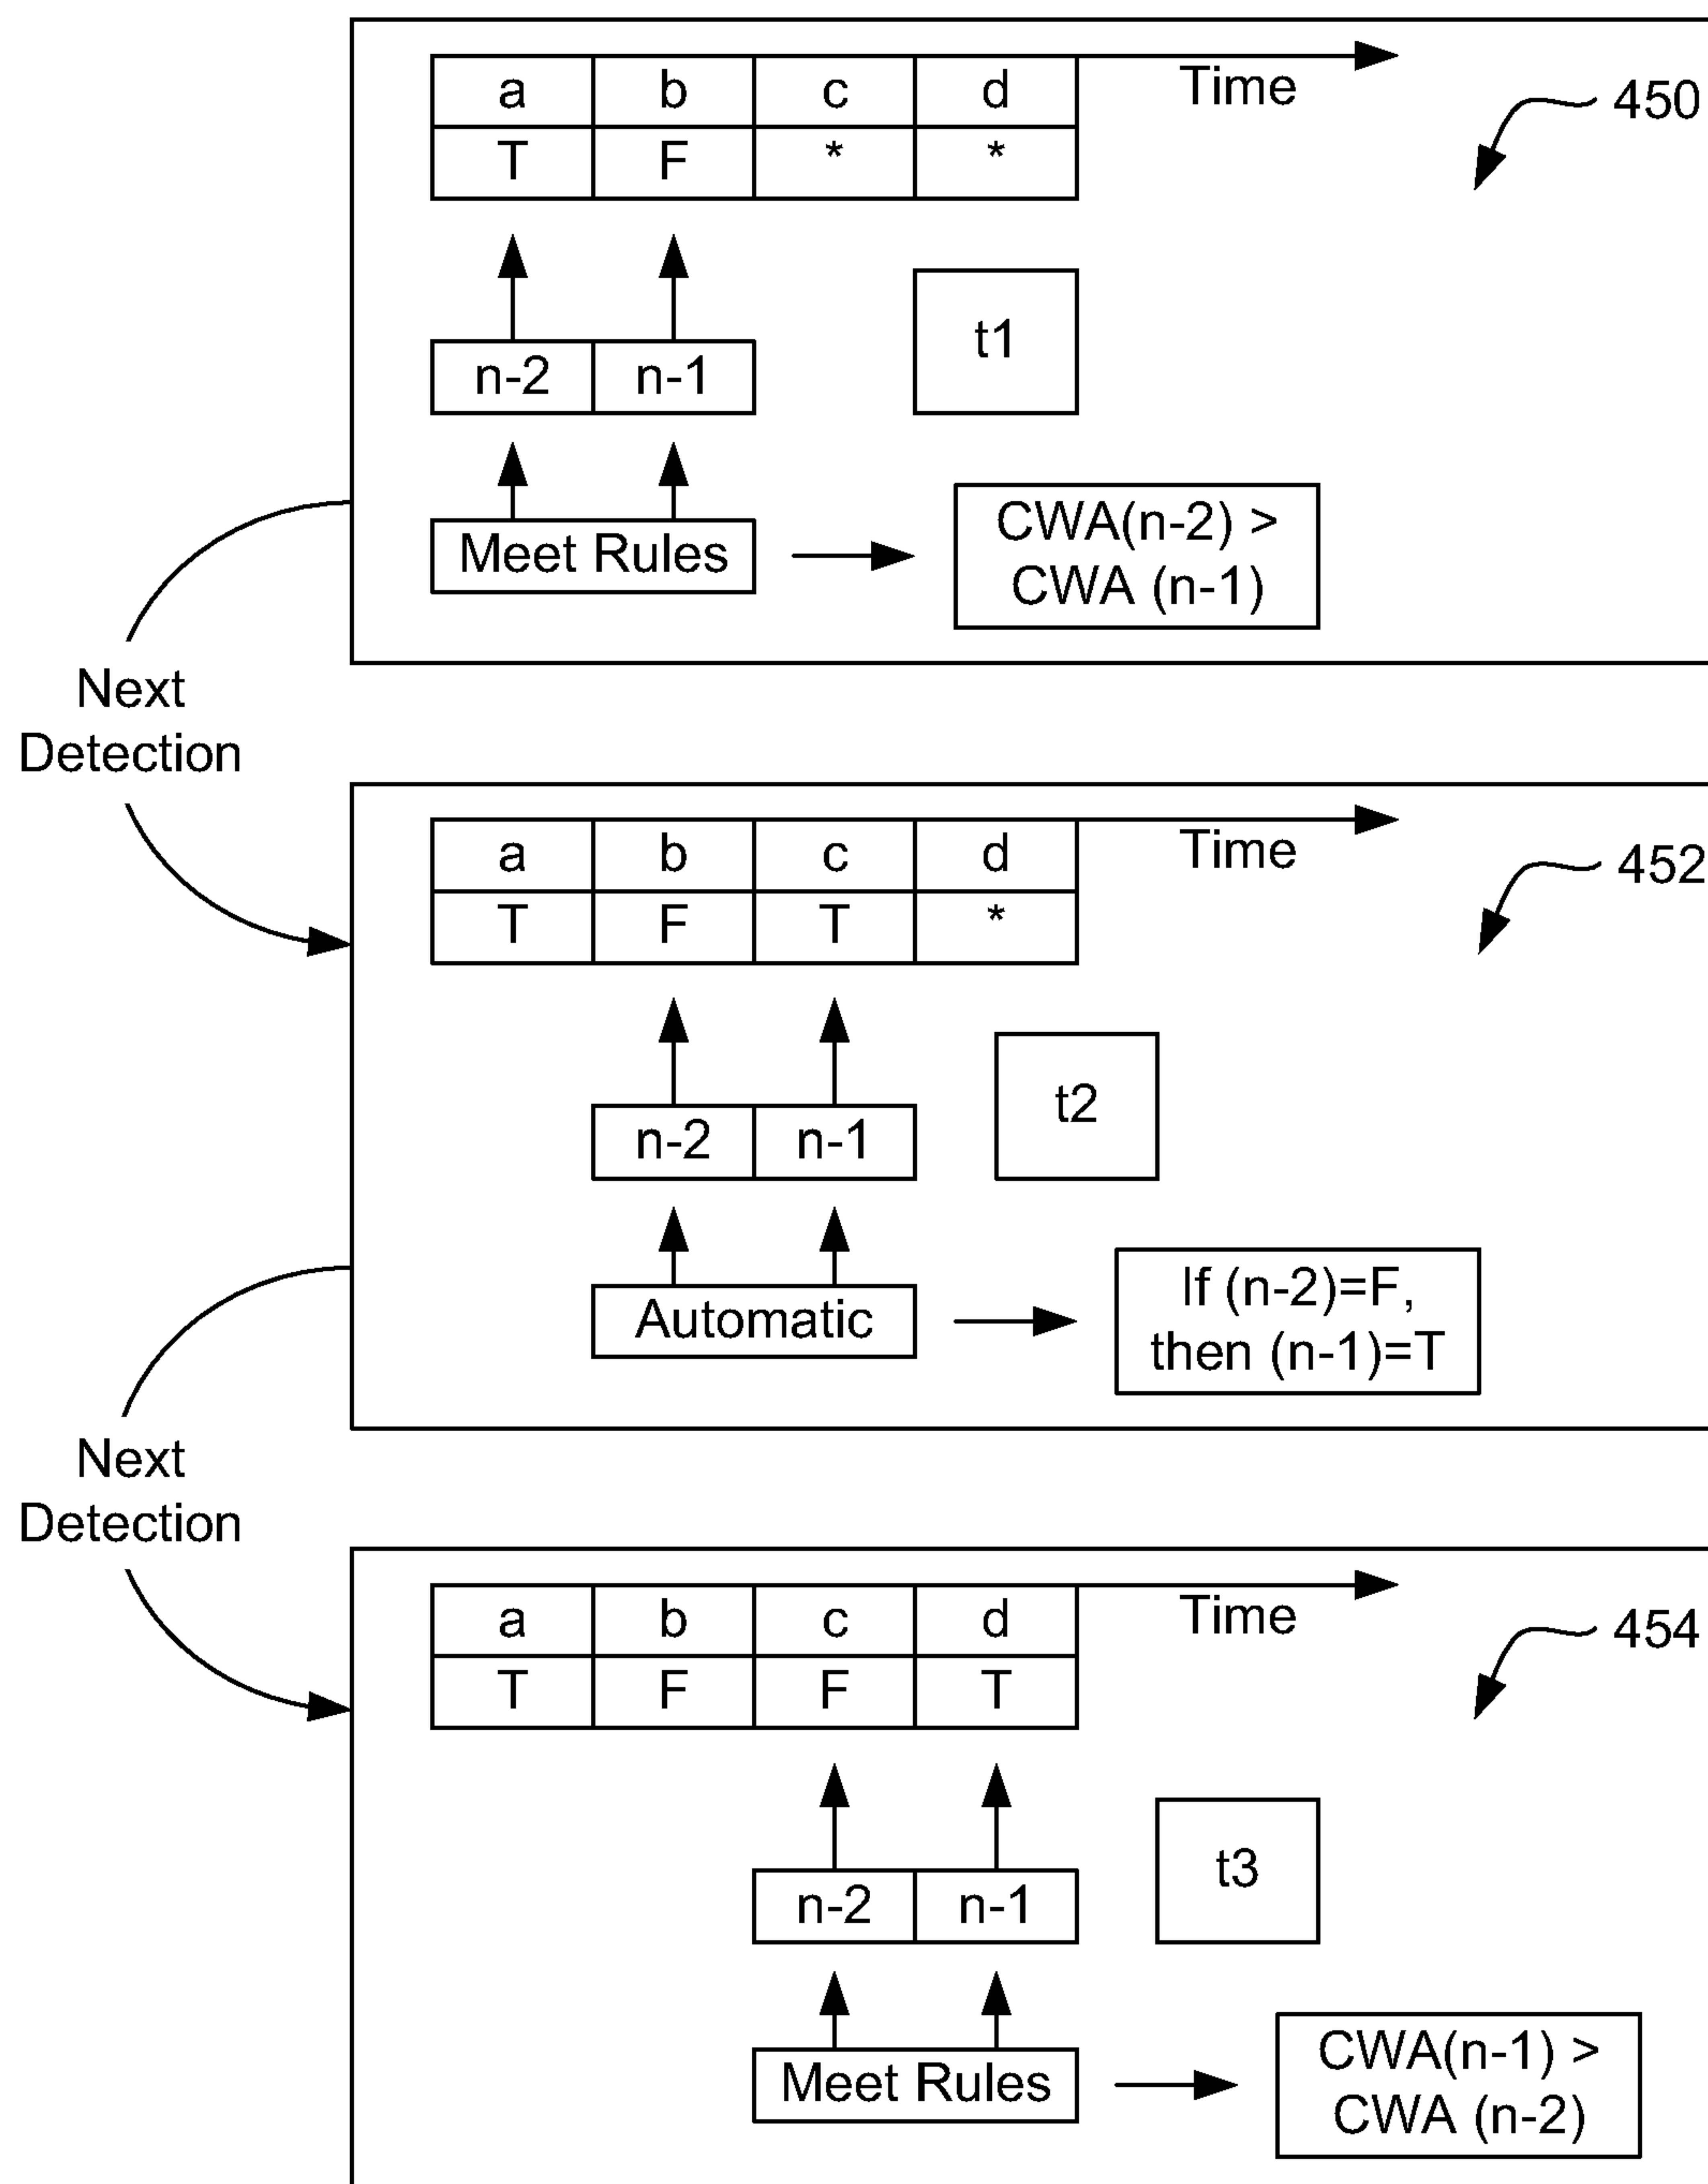 a b c d Time
450
T F * *
t1
n-2 n-1
CWA(n-2) >
CWA (n-1)
Meet Rules
Next
Detection
a b c d Time
452
T F T *
t2
n-2 n-1
If (n-2)=F,
then (n-1)=T
Automatic
Next
Detection
a b c d Time
454
T F F T
t3
n-2 n-1
CWA(n-1) >
CWA (n-2)
Meet Rules